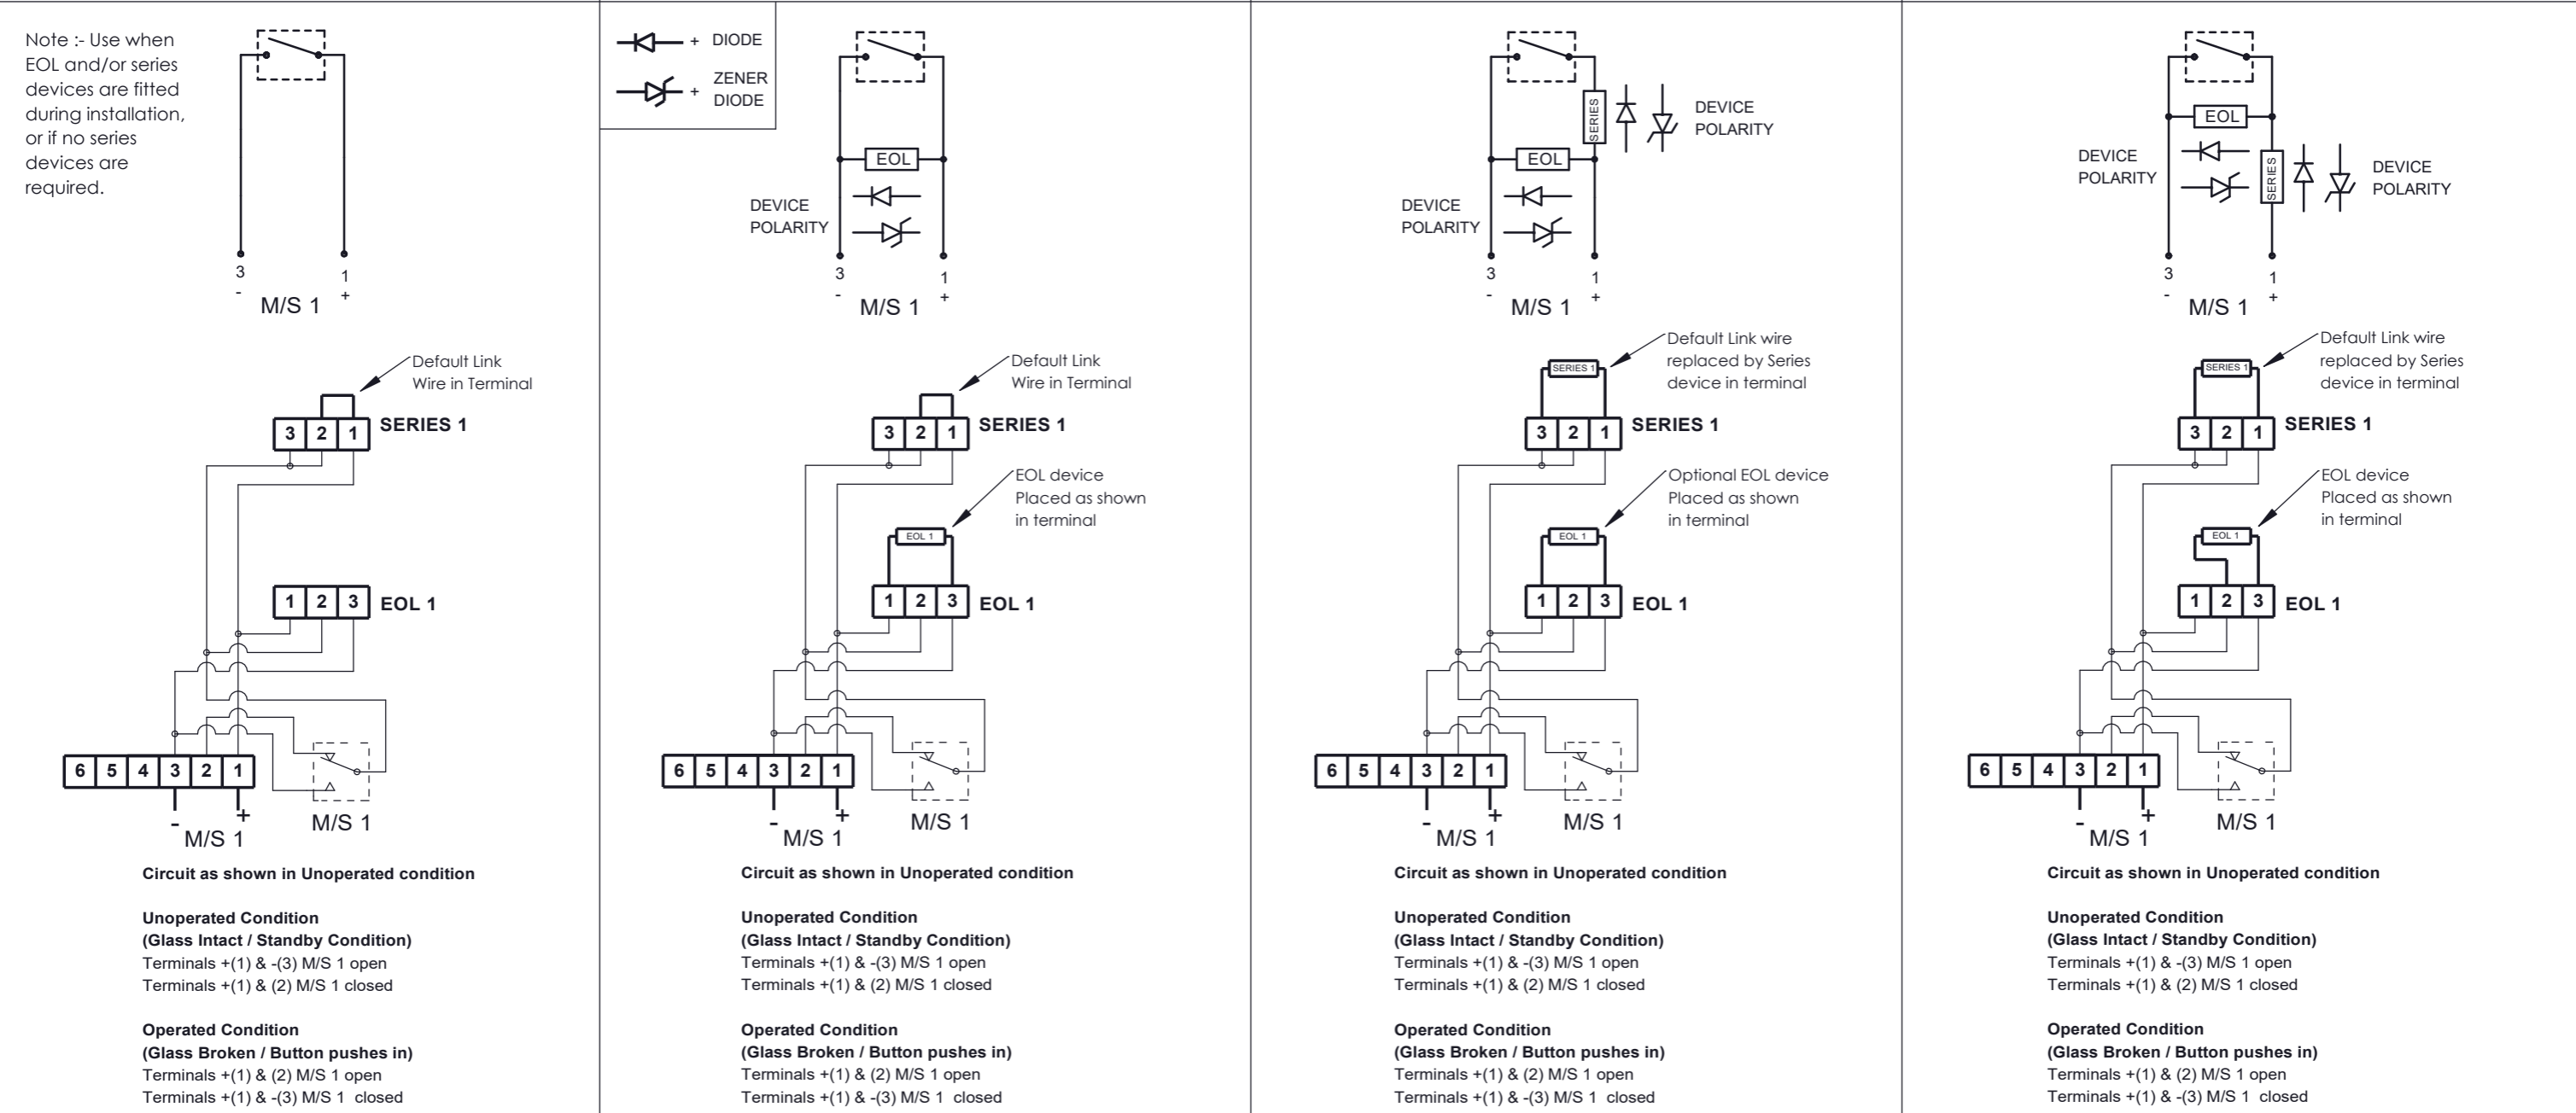 Note :- Use when
EOL and/or series
devices are fitted
during installation,
or if no series
devices are
required.
3
1
-
+
M/S 1
Default Link
Wire in Terminal
3 2 1
SERIES 1
1 2 3
EOL 1
6 5 4 3 2 1
- +
M/S 1
M/S 1
Circuit as shown in Unoperated condition
Unoperated Condition
(Glass Intact / Standby Condition)
Terminals +(1) & -(3) M/S 1 open
Terminals +(1) & (2) M/S 1 closed
Operated Condition
(Glass Broken / Button pushes in)
Terminals +(1) & (2) M/S 1 open
Terminals +(1) & -(3) M/S 1 closed
+ DIODE
+ ZENER
DIODE
EOL
DEVICE
POLARITY
3
1
-
+
M/S 1
Default Link
Wire in Terminal
3 2 1
SERIES 1
EOL device
Placed as shown
in terminal
EOL 1
1 2 3
EOL 1
6 5 4 3 2 1
- +
M/S 1
M/S 1
Circuit as shown in Unoperated condition
Unoperated Condition
(Glass Intact / Standby Condition)
Terminals +(1) & -(3) M/S 1 open
Terminals +(1) & (2) M/S 1 closed
Operated Condition
(Glass Broken / Button pushes in)
Terminals +(1) & (2) M/S 1 open
Terminals +(1) & -(3) M/S 1 closed
SERIES
DEVICE
POLARITY
EOL
DEVICE
POLARITY
3
1
-
+
M/S 1
Default Link wire
replaced by Series
device in terminal
SERIES 1
3 2 1
SERIES 1
Optional EOL device
Placed as shown
in terminal
EOL 1
1 2 3
EOL 1
6 5 4 3 2 1
- +
M/S 1
M/S 1
Circuit as shown in Unoperated condition
Unoperated Condition
(Glass Intact / Standby Condition)
Terminals +(1) & -(3) M/S 1 open
Terminals +(1) & (2) M/S 1 closed
Operated Condition
(Glass Broken / Button pushes in)
Terminals +(1) & (2) M/S 1 open
Terminals +(1) & -(3) M/S 1 closed
EOL
DEVICE
POLARITY
SERIES
DEVICE
POLARITY
3
1
-
+
M/S 1
Default Link wire
replaced by Series
device in terminal
SERIES 1
3 2 1
SERIES 1
EOL device
Placed as shown
in terminal
EOL 1
1 2 3
EOL 1
6 5 4 3 2 1
- +
M/S 1
M/S 1
Circuit as shown in Unoperated condition
Unoperated Condition
(Glass Intact / Standby Condition)
Terminals +(1) & -(3) M/S 1 open
Terminals +(1) & (2) M/S 1 closed
Operated Condition
(Glass Broken / Button pushes in)
Terminals +(1) & (2) M/S 1 open
Terminals +(1) & -(3) M/S 1 closed